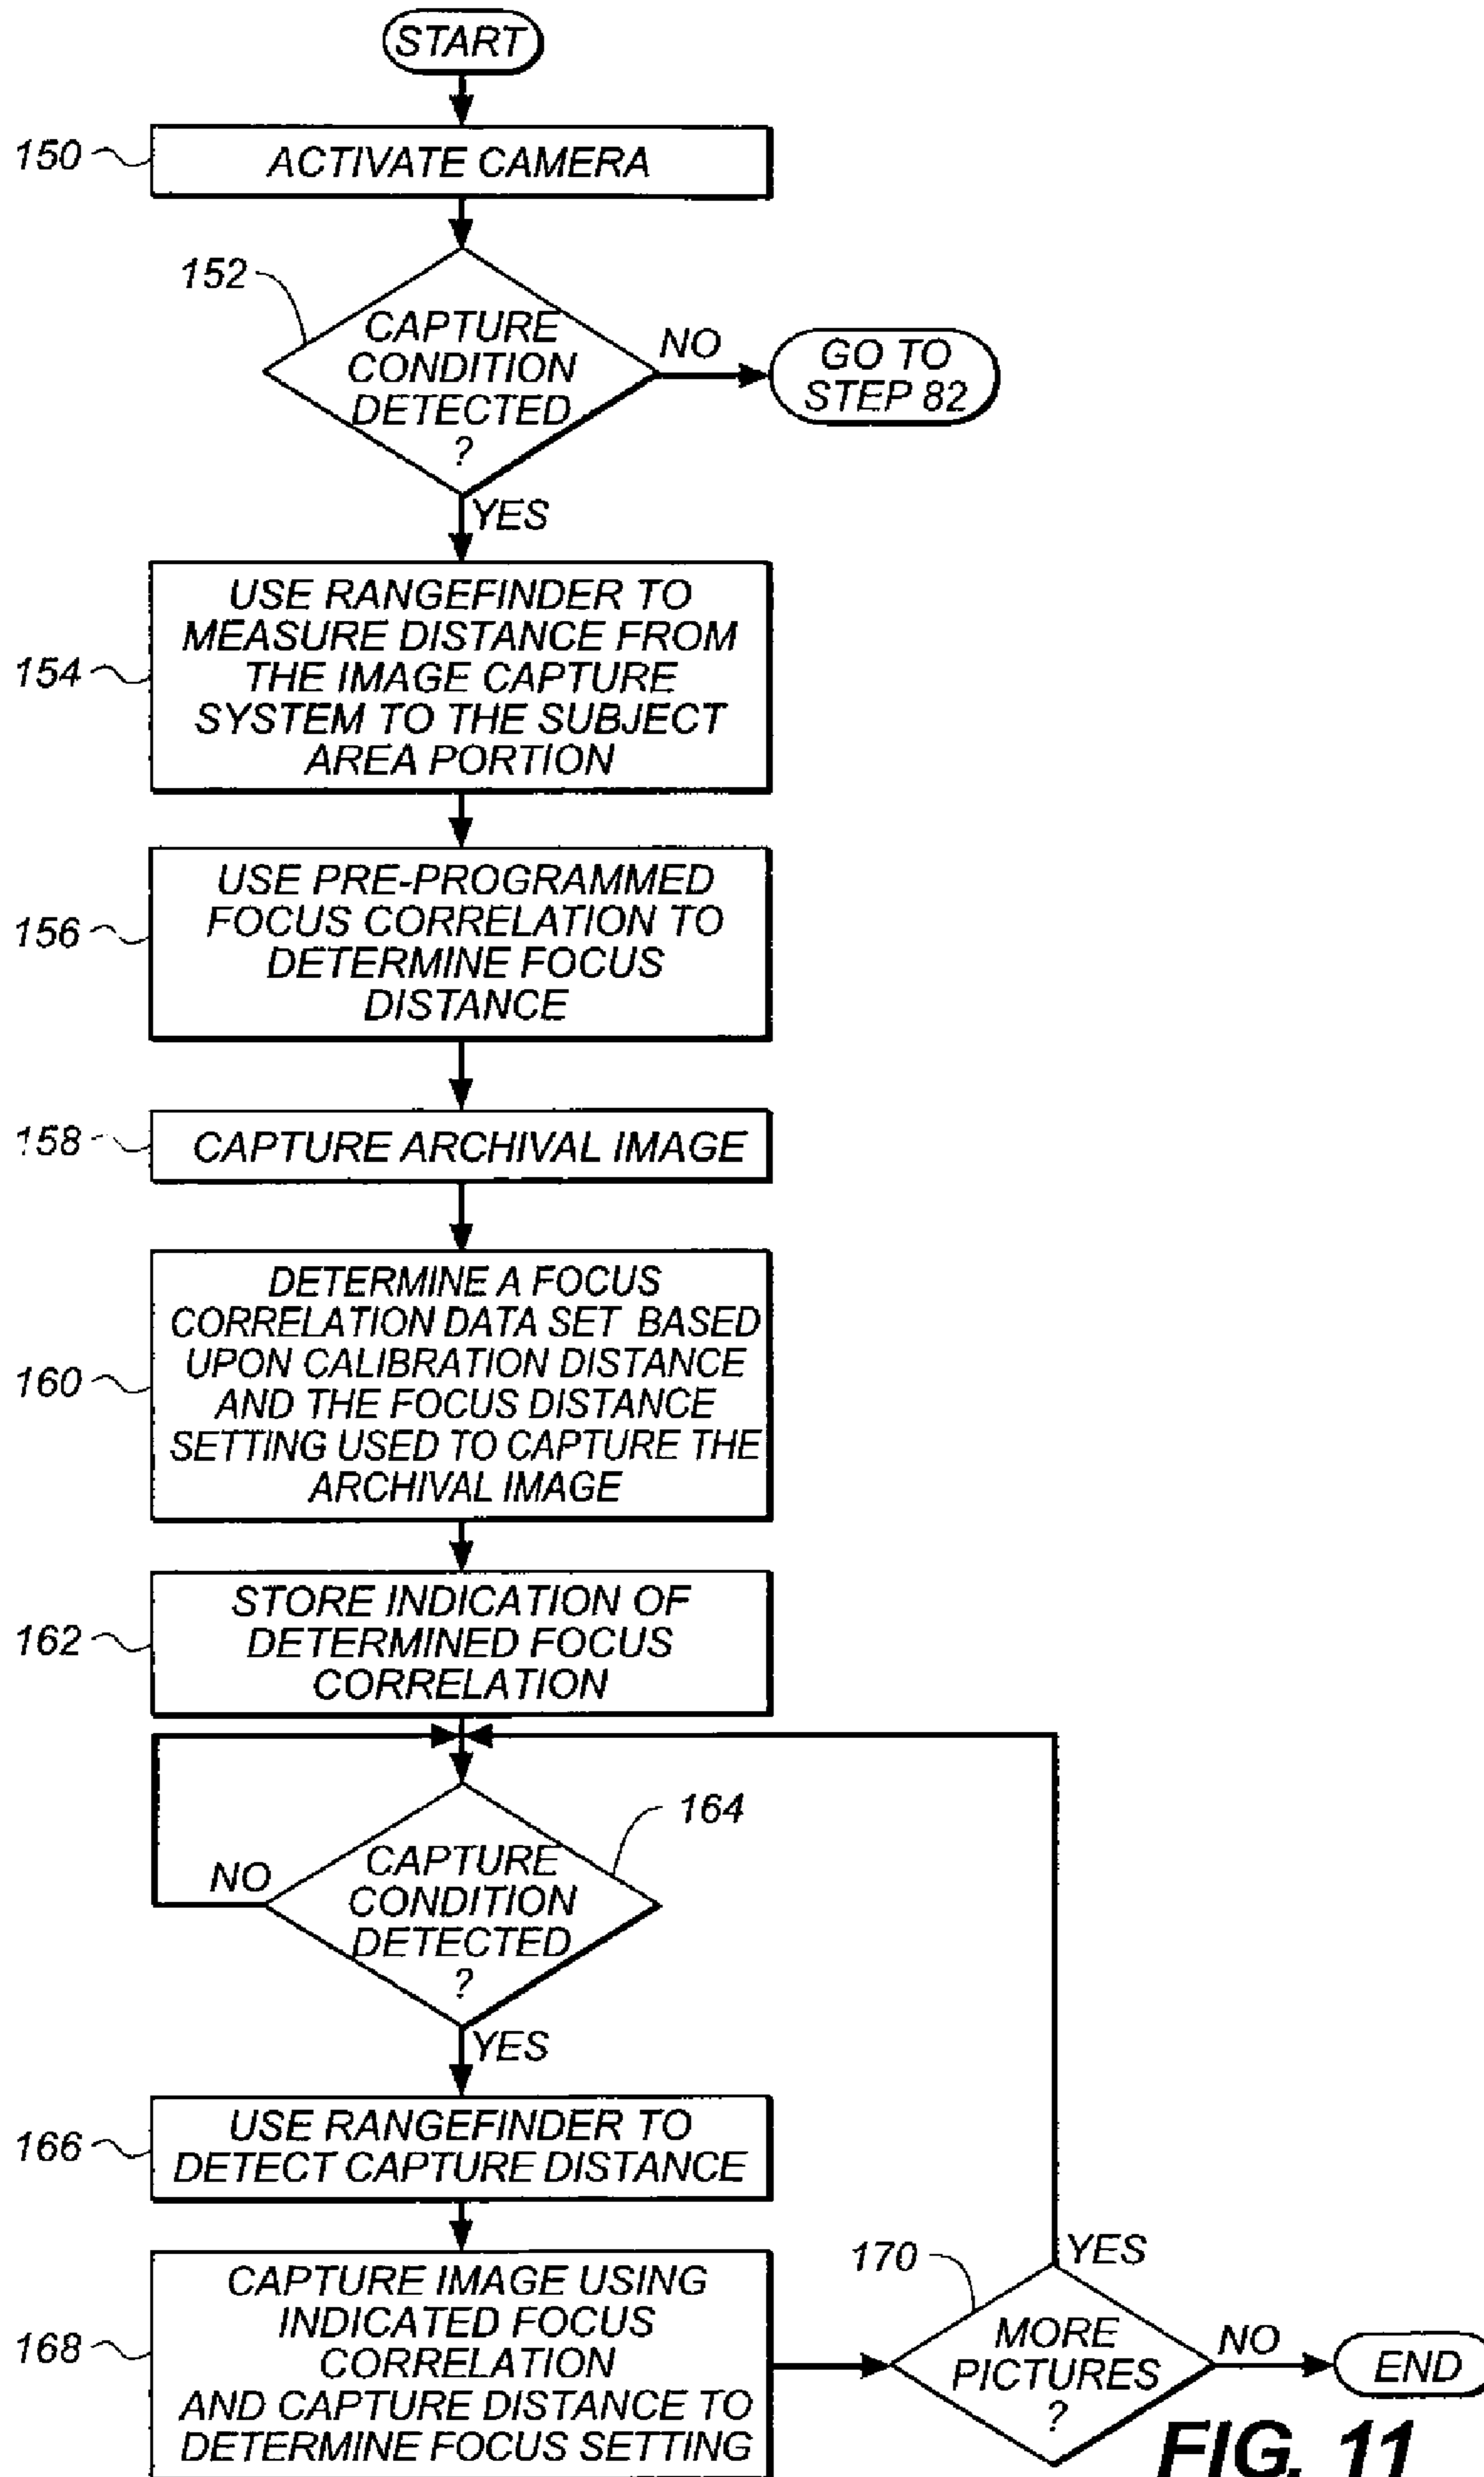 START
150
ACTIVATE CAMERA
152
CAPTURE
CONDITION
DETECTED
?
NO
GO TO
STEP 82
YES
154
USE RANGEFINDER TO
MEASURE DISTANCE FROM
THE IMAGE CAPTURE
SYSTEM TO THE SUBJECT
AREA PORTION
156
USE PRE-PROGRAMMED
FOCUS CORRELATION TO
DETERMINE FOCUS
DISTANCE
158
CAPTURE ARCHIVAL IMAGE
160
DETERMINE A FOCUS
CORRELATION DATA SET BASED
UPON CALIBRATION DISTANCE
AND THE FOCUS DISTANCE
SETTING USED TO CAPTURE THE
ARCHIVAL IMAGE
162
STORE INDICATION OF
DETERMINED FOCUS
CORRELATION
164
NO
CAPTURE
CONDITION
DETECTED
?
YES
166
USE RANGEFINDER TO
DETECT CAPTURE DISTANCE
168
CAPTURE IMAGE USING
INDICATED FOCUS
CORRELATION
AND CAPTURE DISTANCE TO
DETERMINE FOCUS SETTING
170
YES
MORE
PICTURES
?
NO
END
FIG. 11